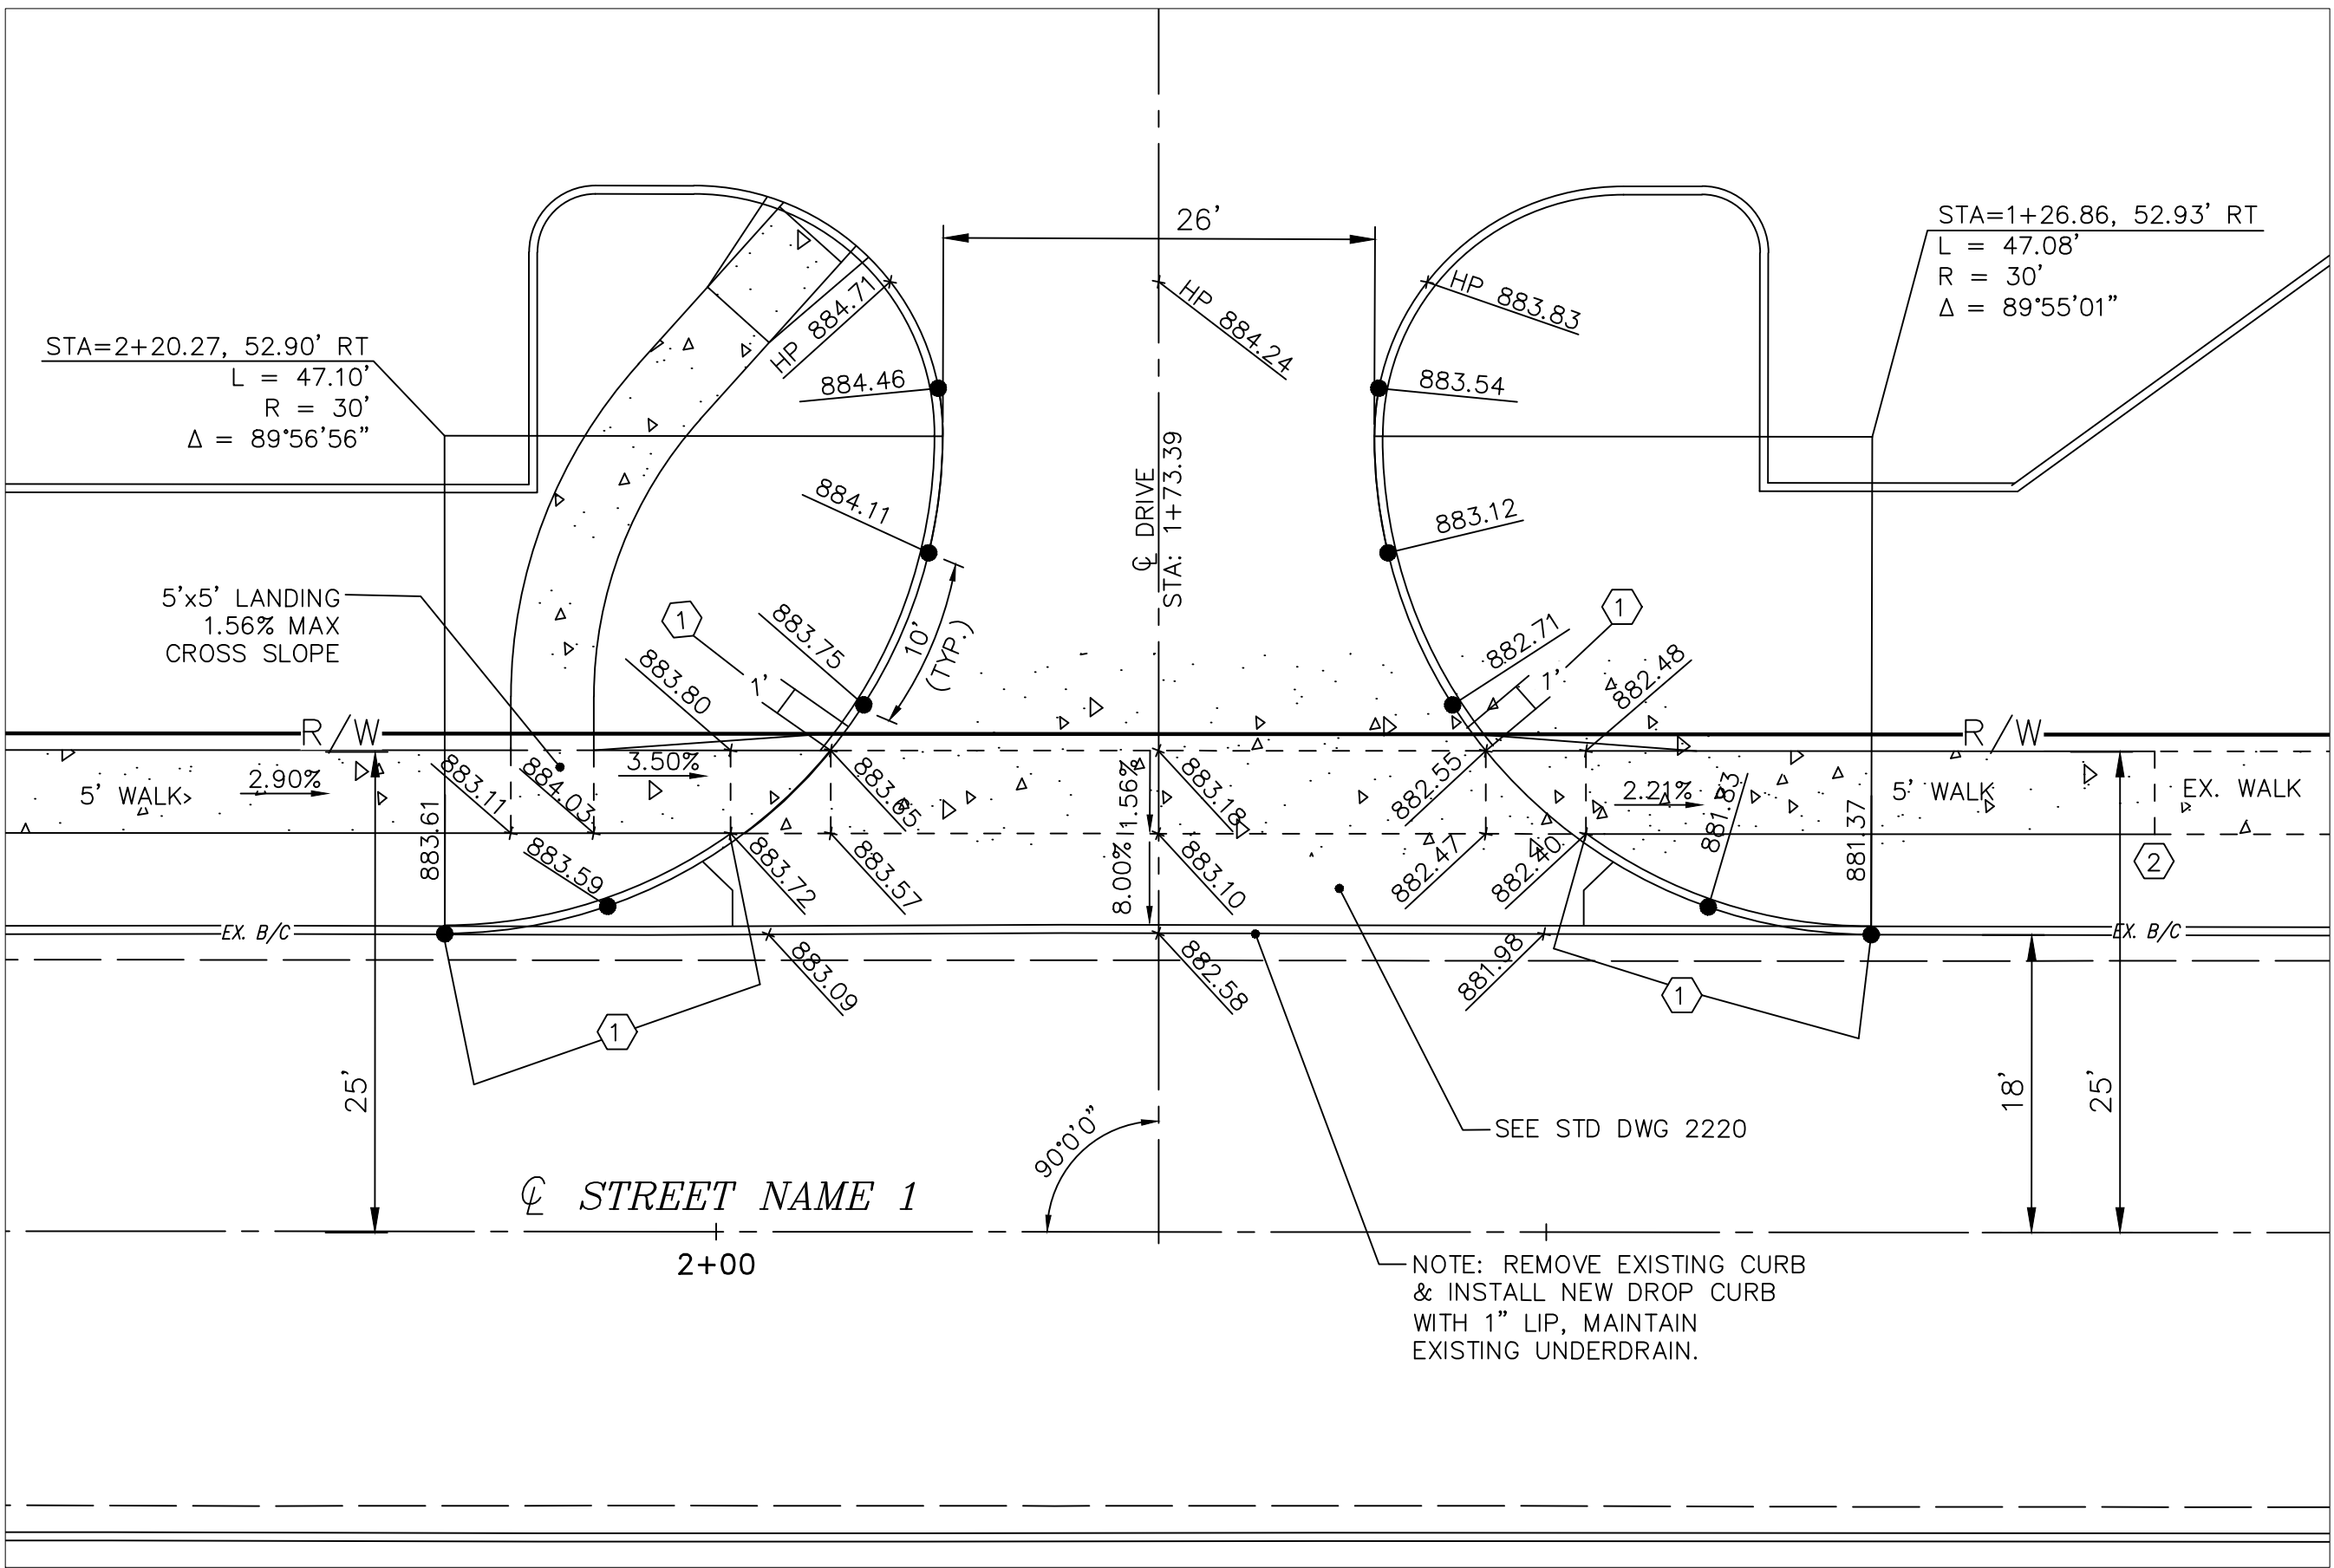 26'
STA=1+26.86, 52.93' RT
L = 47.08'
R = 30'
Δ = 89°55'01"
STA=2+20.27, 52.90' RT
L = 47.10'
R = 30'
Δ = 89°56'56"
HP 884.71
HP 884.24
HP 883.83
884.46
883.54
884.11
883.12
℄ DRIVE
STA: 1+73.39
5'x5' LANDING
1.56% MAX
CROSS SLOPE
1
883.80
1'
883.75
10'
(TYP.)
882.71
1
1'
882.48
R/W
R/W
5' WALK>
2.90%
883.11
884.03
3.50%
883.65
1.56%
883.18
882.55
2.21%
881.83
5' WALK
EX. WALK
883.61
883.59
883.72
883.57
8.00%
883.10
882.47
882.40
881.37
2
EX. B/C
EX. B/C
883.09
882.58
881.98
1
1
25'
18'
25'
90°0'0"
SEE STD DWG 2220
℄ STREET NAME 1
2+00
NOTE: REMOVE EXISTING CURB
& INSTALL NEW DROP CURB
WITH 1" LIP, MAINTAIN
EXISTING UNDERDRAIN.